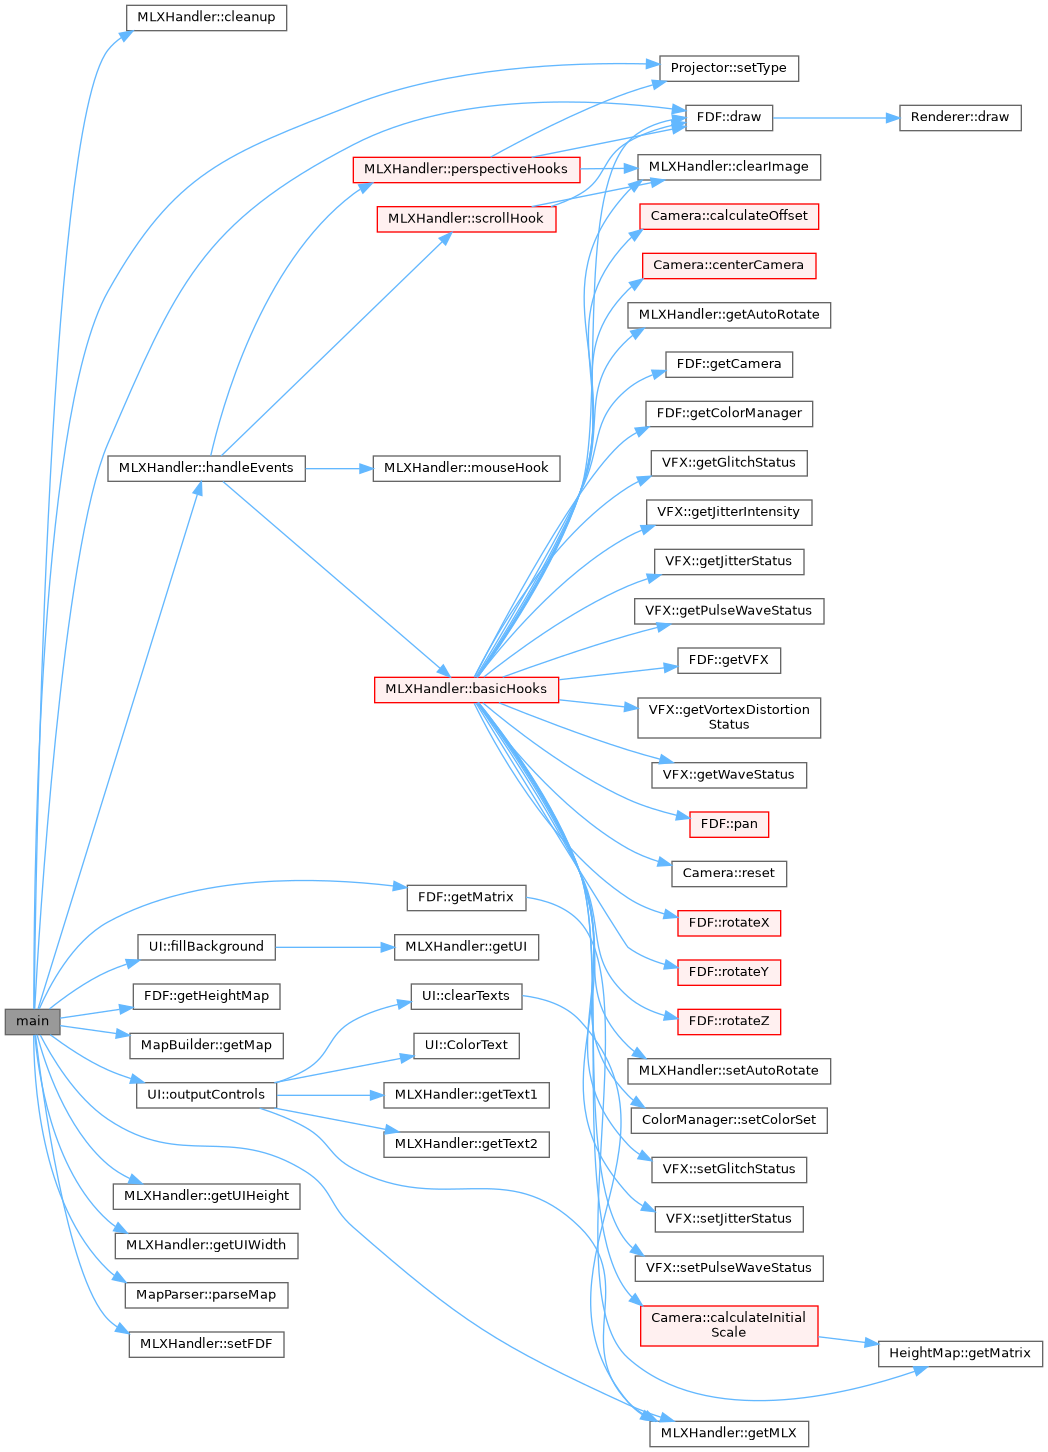 MLXHandler::cleanup
Projector::setType
FDF::draw
Renderer::draw
MLXHandler::clearImage
MLXHandler::perspectiveHooks
MLXHandler::scrollHook
Camera::calculateOffset
Camera::centerCamera
MLXHandler::getAutoRotate
FDF::getCamera
FDF::getColorManager
VFX::getGlitchStatus
MLXHandler::handleEvents
MLXHandler::mouseHook
VFX::getJitterIntensity
VFX::getJitterStatus
VFX::getPulseWaveStatus
FDF::getVFX
MLXHandler::basicHooks
VFX::getVortexDistortion
Status
VFX::getWaveStatus
FDF::pan
Camera::reset
FDF::getMatrix
FDF::rotateX
UI::fillBackground
MLXHandler::getUI
FDF::rotateY
FDF::getHeightMap
UI::clearTexts
main
FDF::rotateZ
MapBuilder::getMap
UI::ColorText
MLXHandler::setAutoRotate
UI::outputControls
MLXHandler::getText1
ColorManager::setColorSet
MLXHandler::getText2
VFX::setGlitchStatus
MLXHandler::getUIHeight
VFX::setJitterStatus
MLXHandler::getUIWidth
VFX::setPulseWaveStatus
MapParser::parseMap
Camera::calculateInitial
Scale
MLXHandler::setFDF
HeightMap::getMatrix
MLXHandler::getMLX